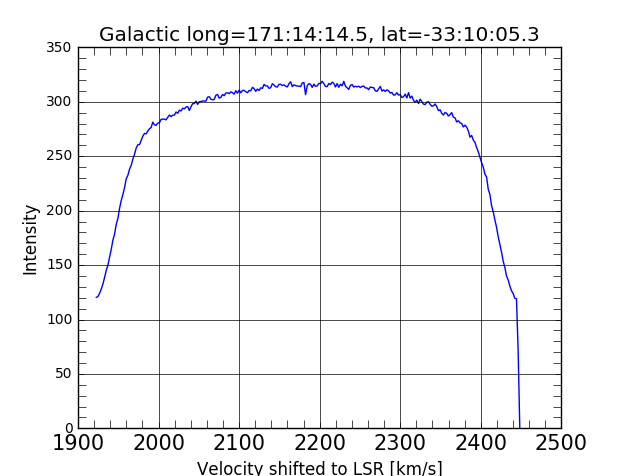 Galactic long=171:14:14.5, lat=-33:10:05.3
350
300
250
200
150
100
50
0
Intensity
1900 2000 2100 2200 2300 2400 2500
Velocity shifted to LSR [km/s]